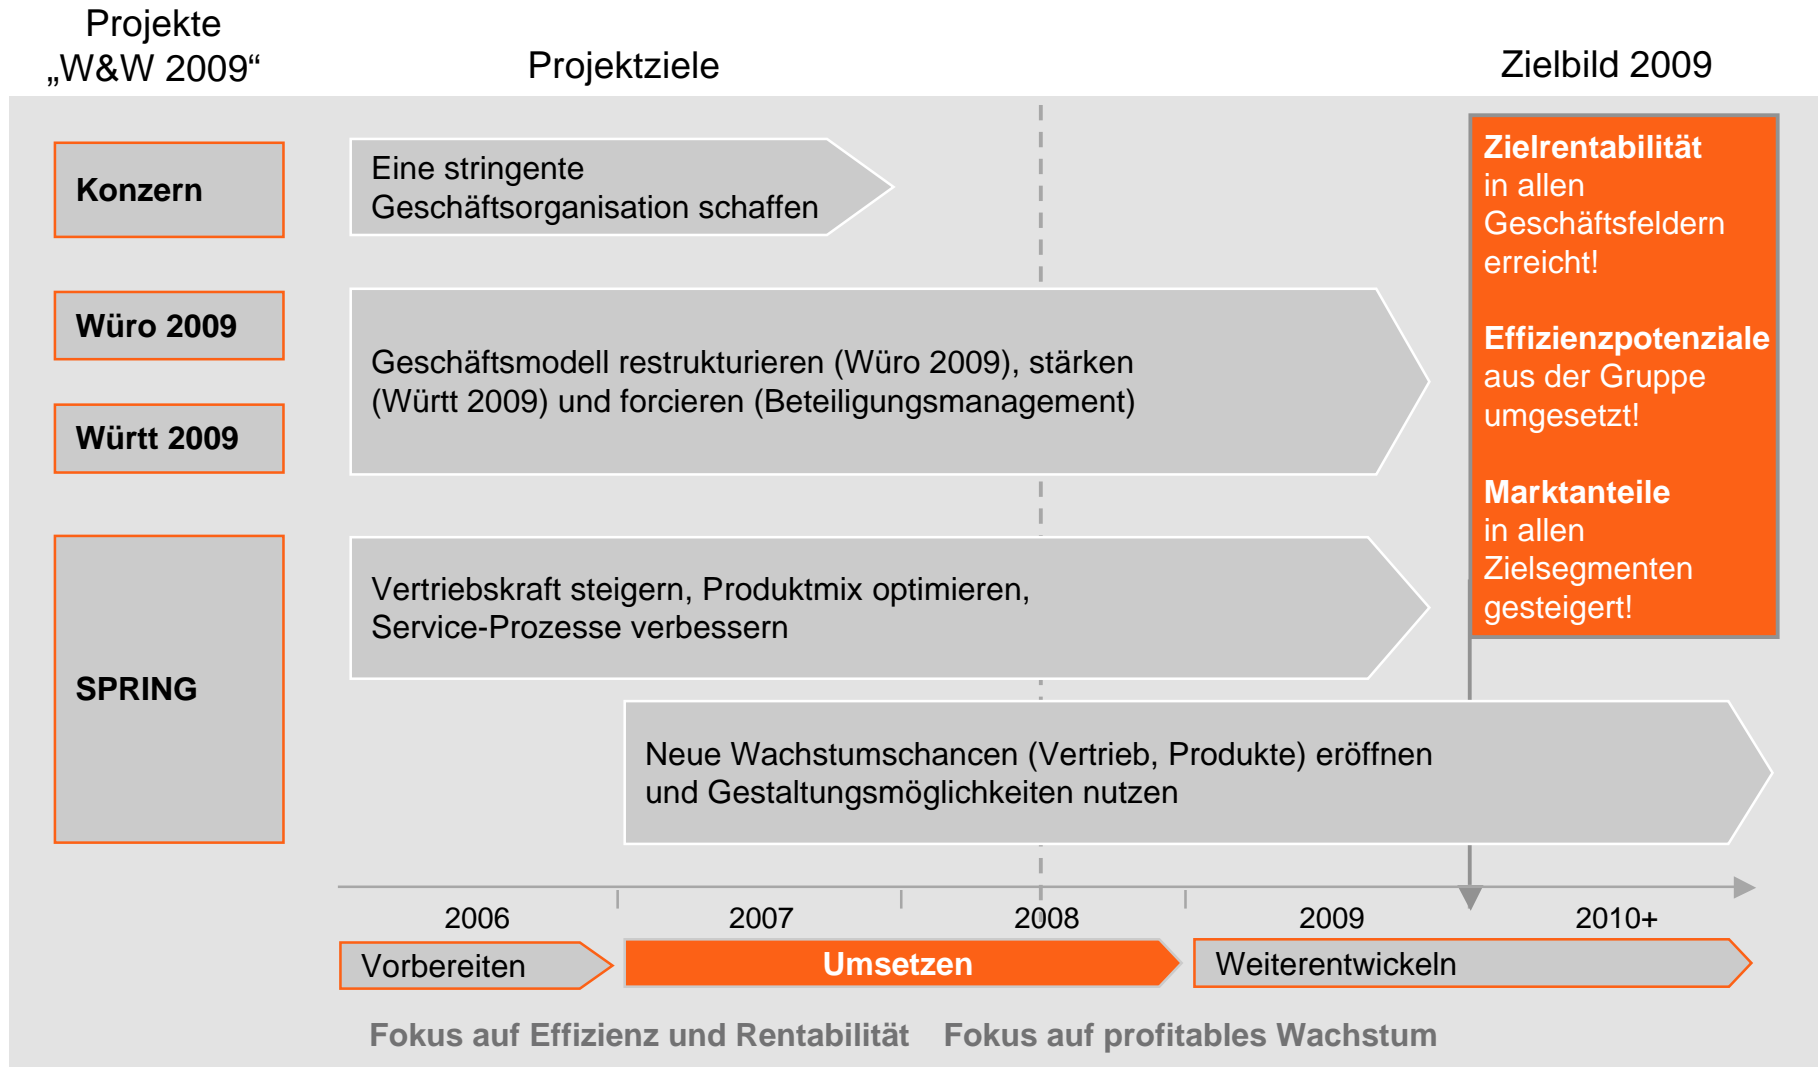 Projekte
„W&W 2009“
Projektziele
Zielbild 2009
Konzern
Eine stringente
Geschäftsorganisation schaffen
Würo 2009
Württ 2009
Geschäftsmodell restrukturieren (Würo 2009), stärken
(Württ 2009) und forcieren (Beteiligungsmanagement)
SPRING
Vertriebskraft steigern, Produktmix optimieren,
Service-Prozesse verbessern
Neue Wachstumschancen (Vertrieb, Produkte) eröffnen
und Gestaltungsmöglichkeiten nutzen
Zielrentabilität
in allen
Geschäftsfeldern
erreicht!
Effizienzpotenziale
aus der Gruppe
umgesetzt!
Marktanteile
in allen
Zielsegmenten
gesteigert!
2006
2007
2008
2009
2010+
Vorbereiten
Umsetzen
Weiterentwickeln
Fokus auf Effizienz und Rentabilität
Fokus auf profitables Wachstum